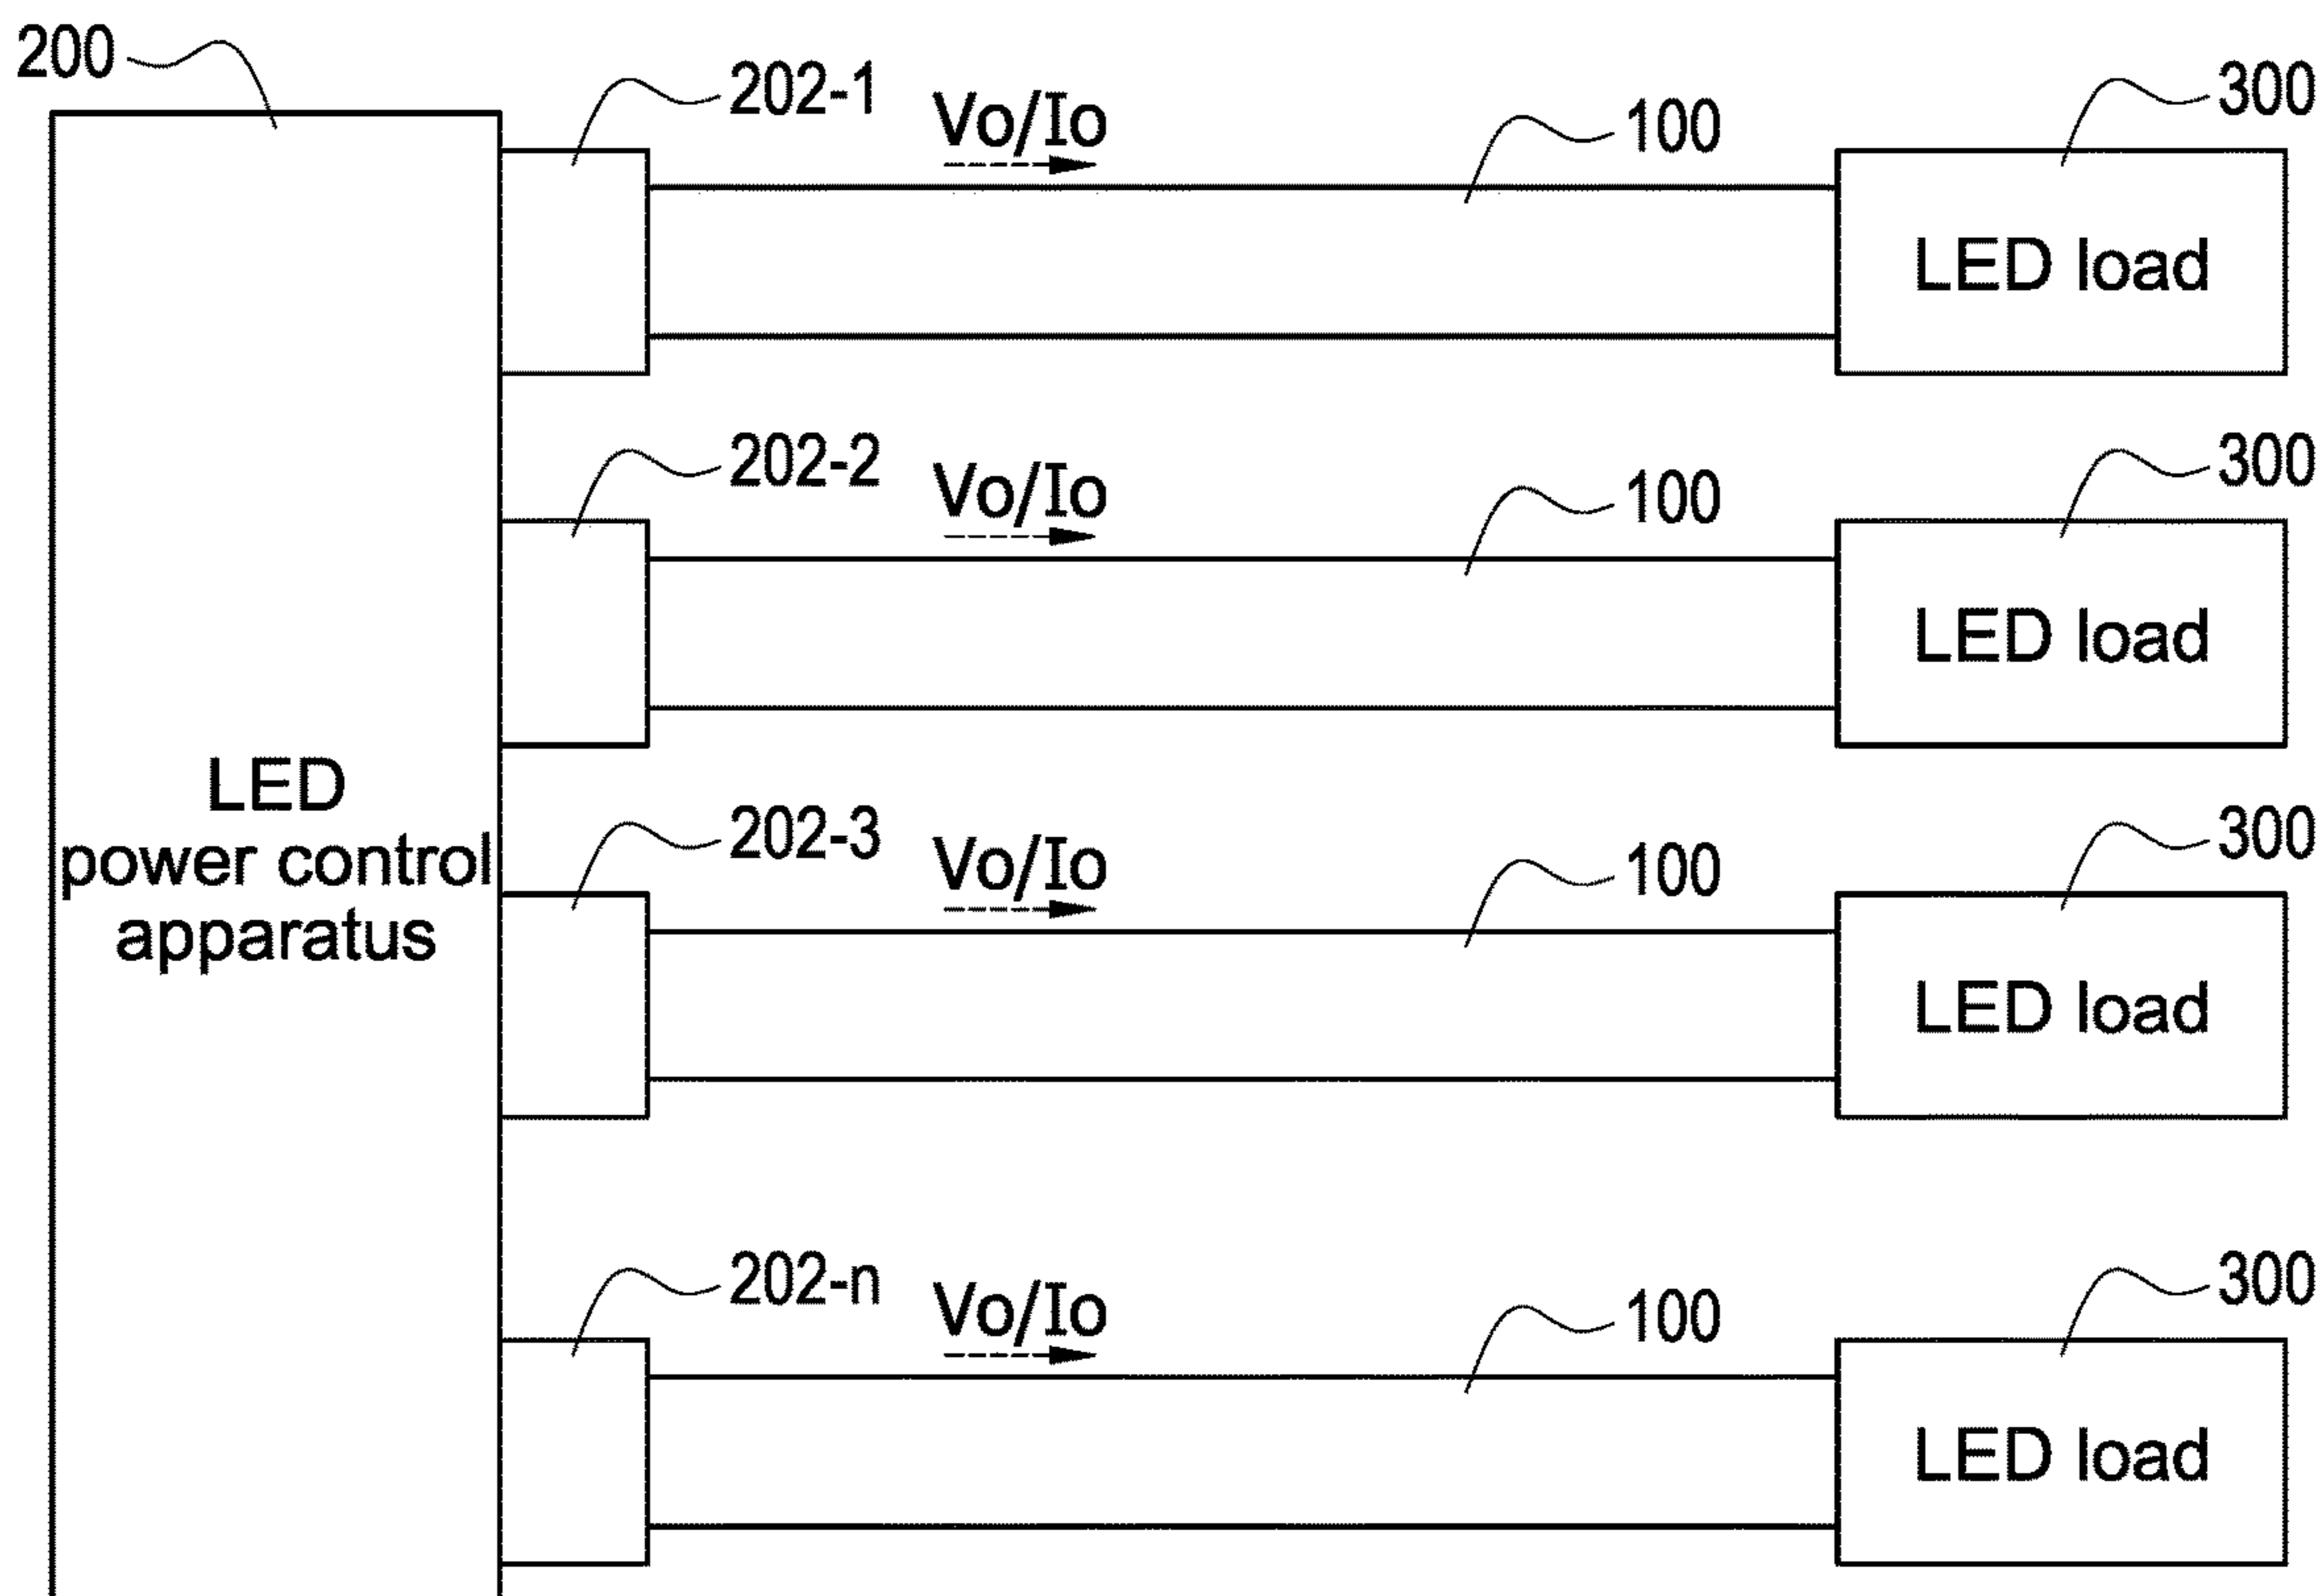 200
202-1
Vo/Io
100
300
LED load
202-2
Vo/Io
100
300
LED load
LED
power control
apparatus
202-3
Vo/Io
100
300
LED load
202-n
Vo/Io
100
300
LED load